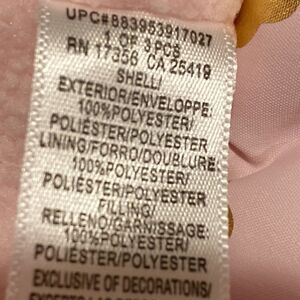 UPC#883953917027
1 OF 3PCS
RN 17356 CA 25419
SHELL/
EXTERIOR/ENVELOPPE:
100%POLYESTER/
POLIÉSTER/POLYESTER
LINING/FORRO/DOUBLURE:
100%POLYESTER/
POLIÉSTER/POLYESTER
FILLING/
RELLENO/GARNISSAGE:
100%POLYESTER/
POLIÉSTER/POLYESTER
EXCLUSIVE OF DECORATIONS/